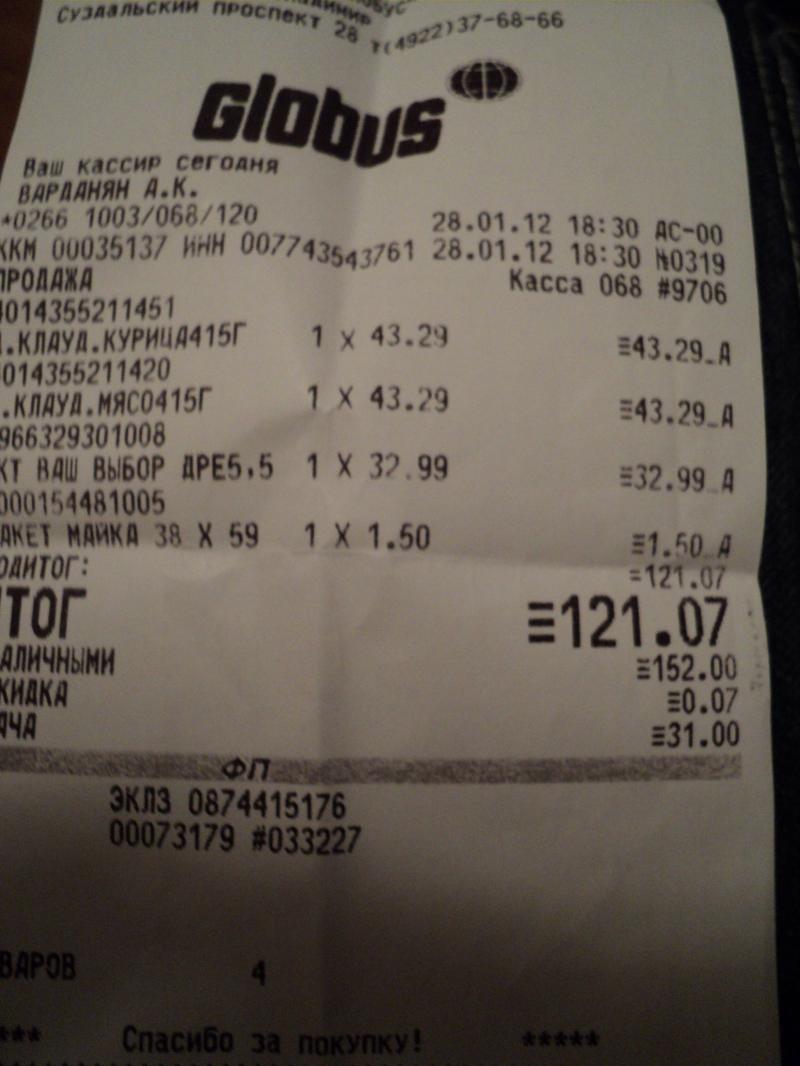 Суздальский проспект 28 т(4922)37-68-66
Globus
Ваш кассир сегодня
ВАРДАНЯН А.К.
*0266 1003/068/120 28.01.12 18:30 АС-00
ККМ 00035137 ИНН 007743543761 28.01.12 18:30 №0319
ПРОДАЖА Касса 068 #9706
4014355211451
.КЛАУД.КУРИЦА415Г 1 X 43.29 ≡43.29_А
014355211420
.КЛАУД.МЯСО415Г 1 X 43.29 ≡43.29_А
966329301008
КТ ВАШ ВЫБОР ДРЕ5,5 1 X 32.99 ≡32.99_А
000154481005
АКЕТ МАЙКА 38 X 59 1 X 1.50 ≡1.50_А
ОДИТОГ: =121.07
ИТОГ ≡121.07
АЛИЧНЫМИ ≡152.00
КИДКА ≡0.07
АЧА ≡31.00
ФП
ЭКЛЗ 0874415176
00073179 #033227
ВАРОВ 4
*** Спасибо за покупку! *****